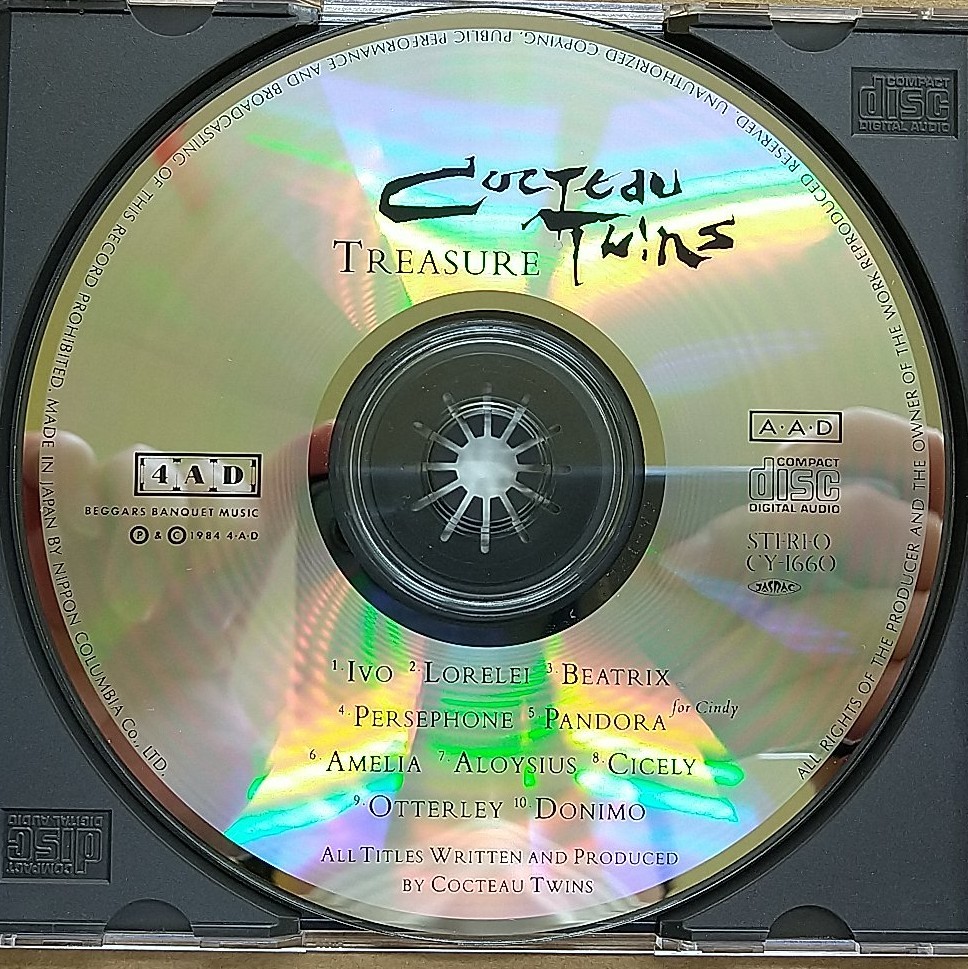 COMPACT
disc
DIGITAL AUDIO
Cocteau
Twins
TREASURE
4AD
BEGGARS BANQUET MUSIC
Ⓟ & © 1984 4·A·D
A·A·D
COMPACT
disc
DIGITAL AUDIO
STEREO
CY-1660
JASRAC
1. IVO 2. LORELEI 3. BEATRIX
4. PERSEPHONE 5. PANDORA for Cindy
6. AMELIA 7. ALOYSIUS 8. CICELY
9. OTTERLEY 10. DONIMO
ALL TITLES WRITTEN AND PRODUCED
BY COCTEAU TWINS
ALL RIGHTS OF THE PRODUCER AND THE OWNER OF THE WORK REPRODUCED RESERVED. UNAUTHORIZED COPYING, PUBLIC PERFORMANCE AND BROADCASTING OF THIS RECORD PROHIBITED. MADE IN JAPAN BY NIPPON COLUMBIA CO., LTD.
COMPACT
disc
DIGITAL AUDIO